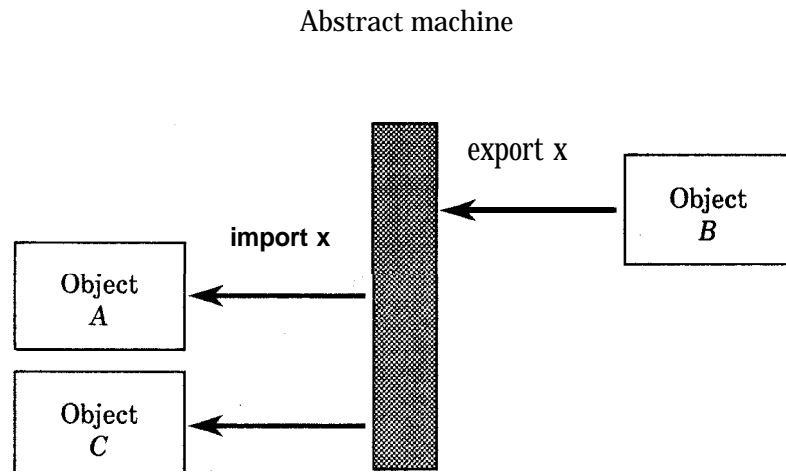 Abstract machine
export x
Object
B
import x
Object
A
Object
C